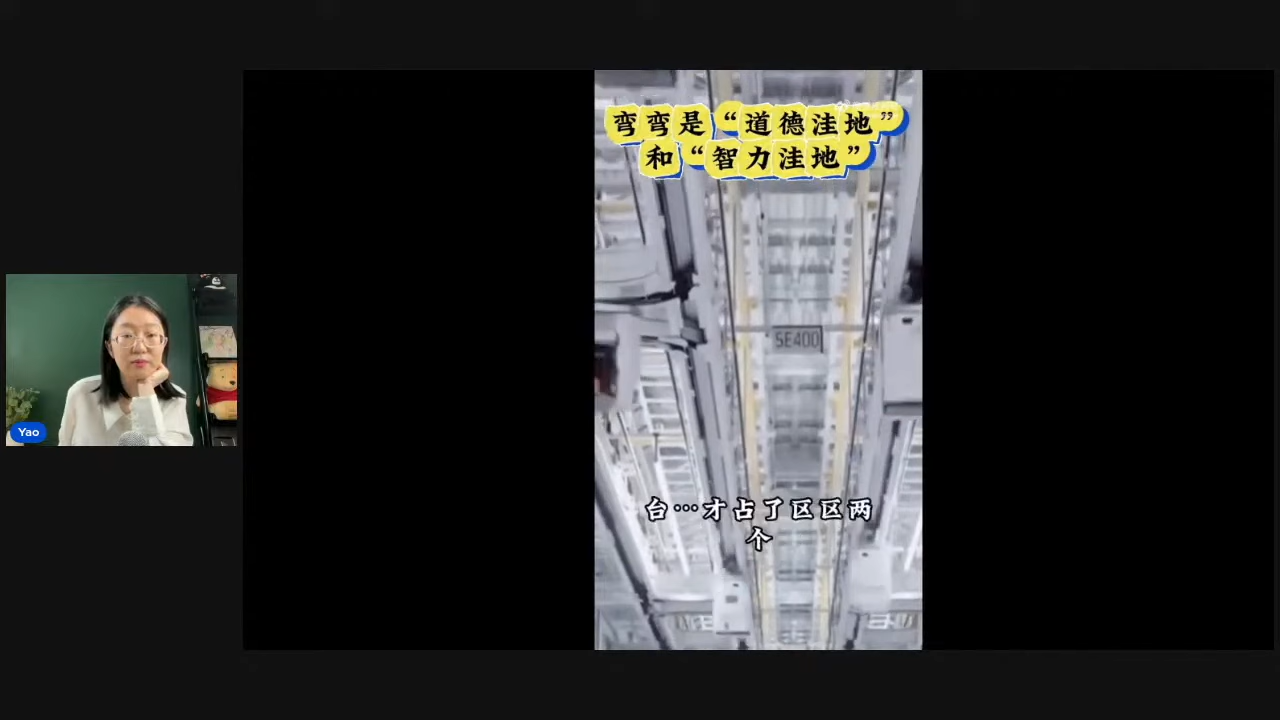 弯弯是“道德洼地”
和“智力洼地”
SE400
台…才占了区区两
个
Yao